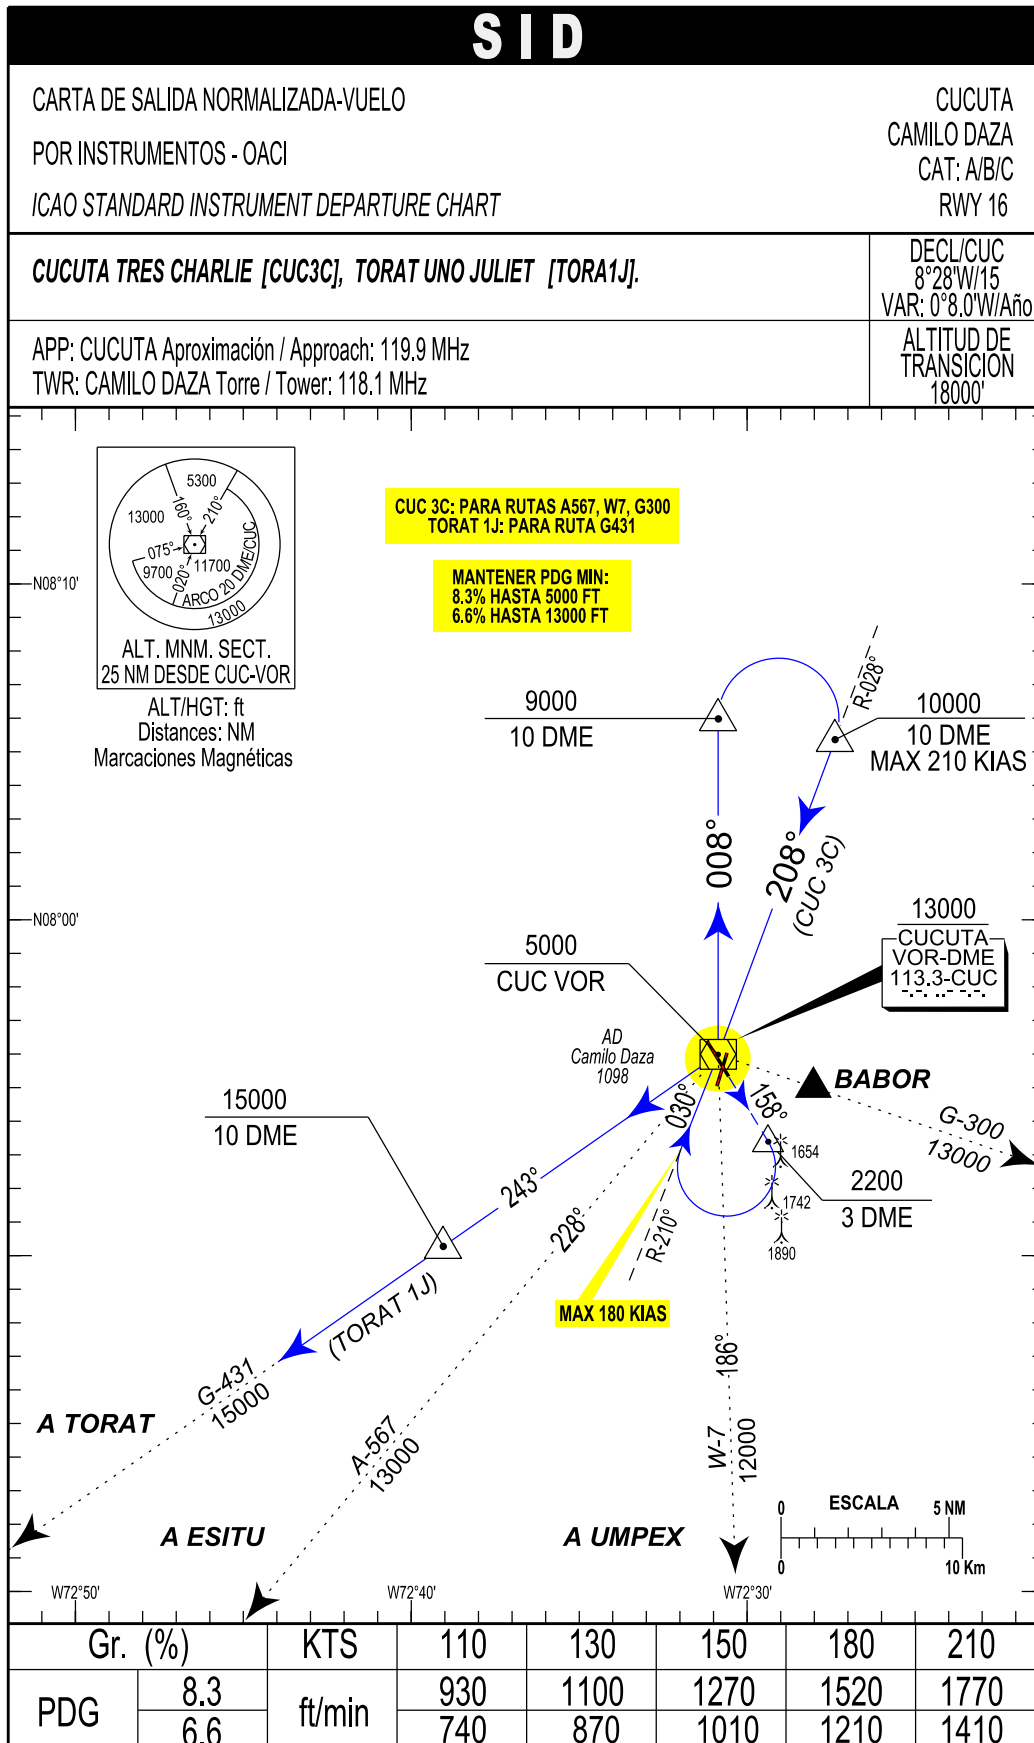 SID
CARTA DE SALIDA NORMALIZADA-VUELO
POR INSTRUMENTOS - OACI
ICAO STANDARD INSTRUMENT DEPARTURE CHART
CUCUTA
CAMILO DAZA
CAT: A/B/C
RWY 16
CUCUTA TRES CHARLIE [CUC3C], TORAT UNO JULIET [TORA1J].
DECL/CUC
8°28'W/15
VAR: 0°8.0'W/Año
APP: CUCUTA Aproximación / Approach: 119.9 MHz
TWR: CAMILO DAZA Torre / Tower: 118.1 MHz
ALTITUD DE
TRANSICION
18000'
5300
13000
160°
210°
075°
9700
020°
11700
ARCO 20 DME/CUC
13000
ALT. MNM. SECT.
25 NM DESDE CUC-VOR
ALT/HGT: ft
Distances: NM
Marcaciones Magnéticas
CUC 3C: PARA RUTAS A567, W7, G300
TORAT 1J: PARA RUTA G431
MANTENER PDG MIN:
8.3% HASTA 5000 FT
6.6% HASTA 13000 FT
N08°10'
9000
10 DME
R-028°
10000
10 DME
MAX 210 KIAS
008°
208°
(CUC 3C)
N08°00'
13000
CUCUTA
VOR-DME
113.3-CUC
5000
CUC VOR
AD
Camilo Daza
1098
BABOR
G-300
13000
15000
10 DME
030°
158°
1654
1742
1890
2200
3 DME
243°
228°
R-210°
MAX 180 KIAS
(TORAT 1J)
186°
G-431
15000
A TORAT
A-567
13000
W-7
12000
A ESITU
A UMPEX
0 ESCALA 5 NM
0 10 Km
W72°50' W72°40' W72°30'
Gr. (%) KTS 110 130 150 180 210
PDG 8.3 ft/min 930 1100 1270 1520 1770
6.6 740 870 1010 1210 1410